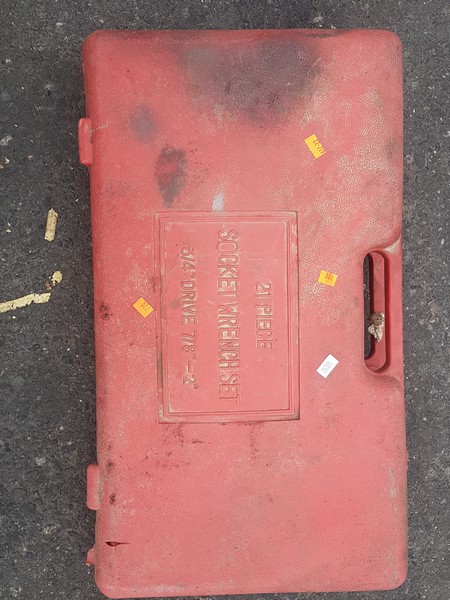 21 PIECE
SOCKET WRENCH SET
3/4" DRIVE 7/8"—2"